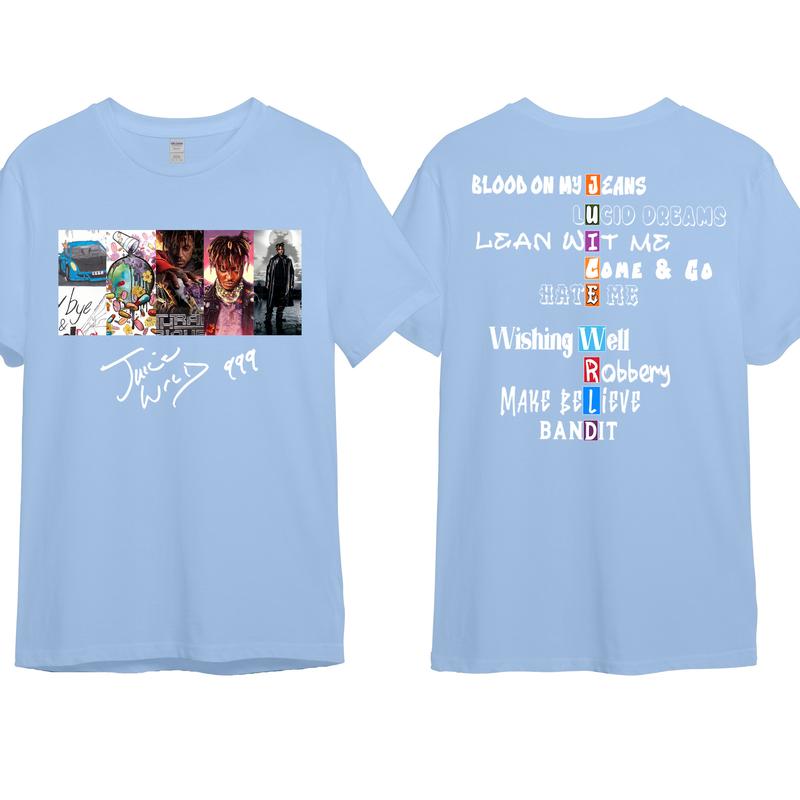 bye
&
Juice
WRLD 999
BLOOD ON MY JEANS
LUCID DREAMS
LEAN WIT ME
COME & GO
HATE ME
Wishing Well
Robbery
MAKE BELIEVE
BANDIT